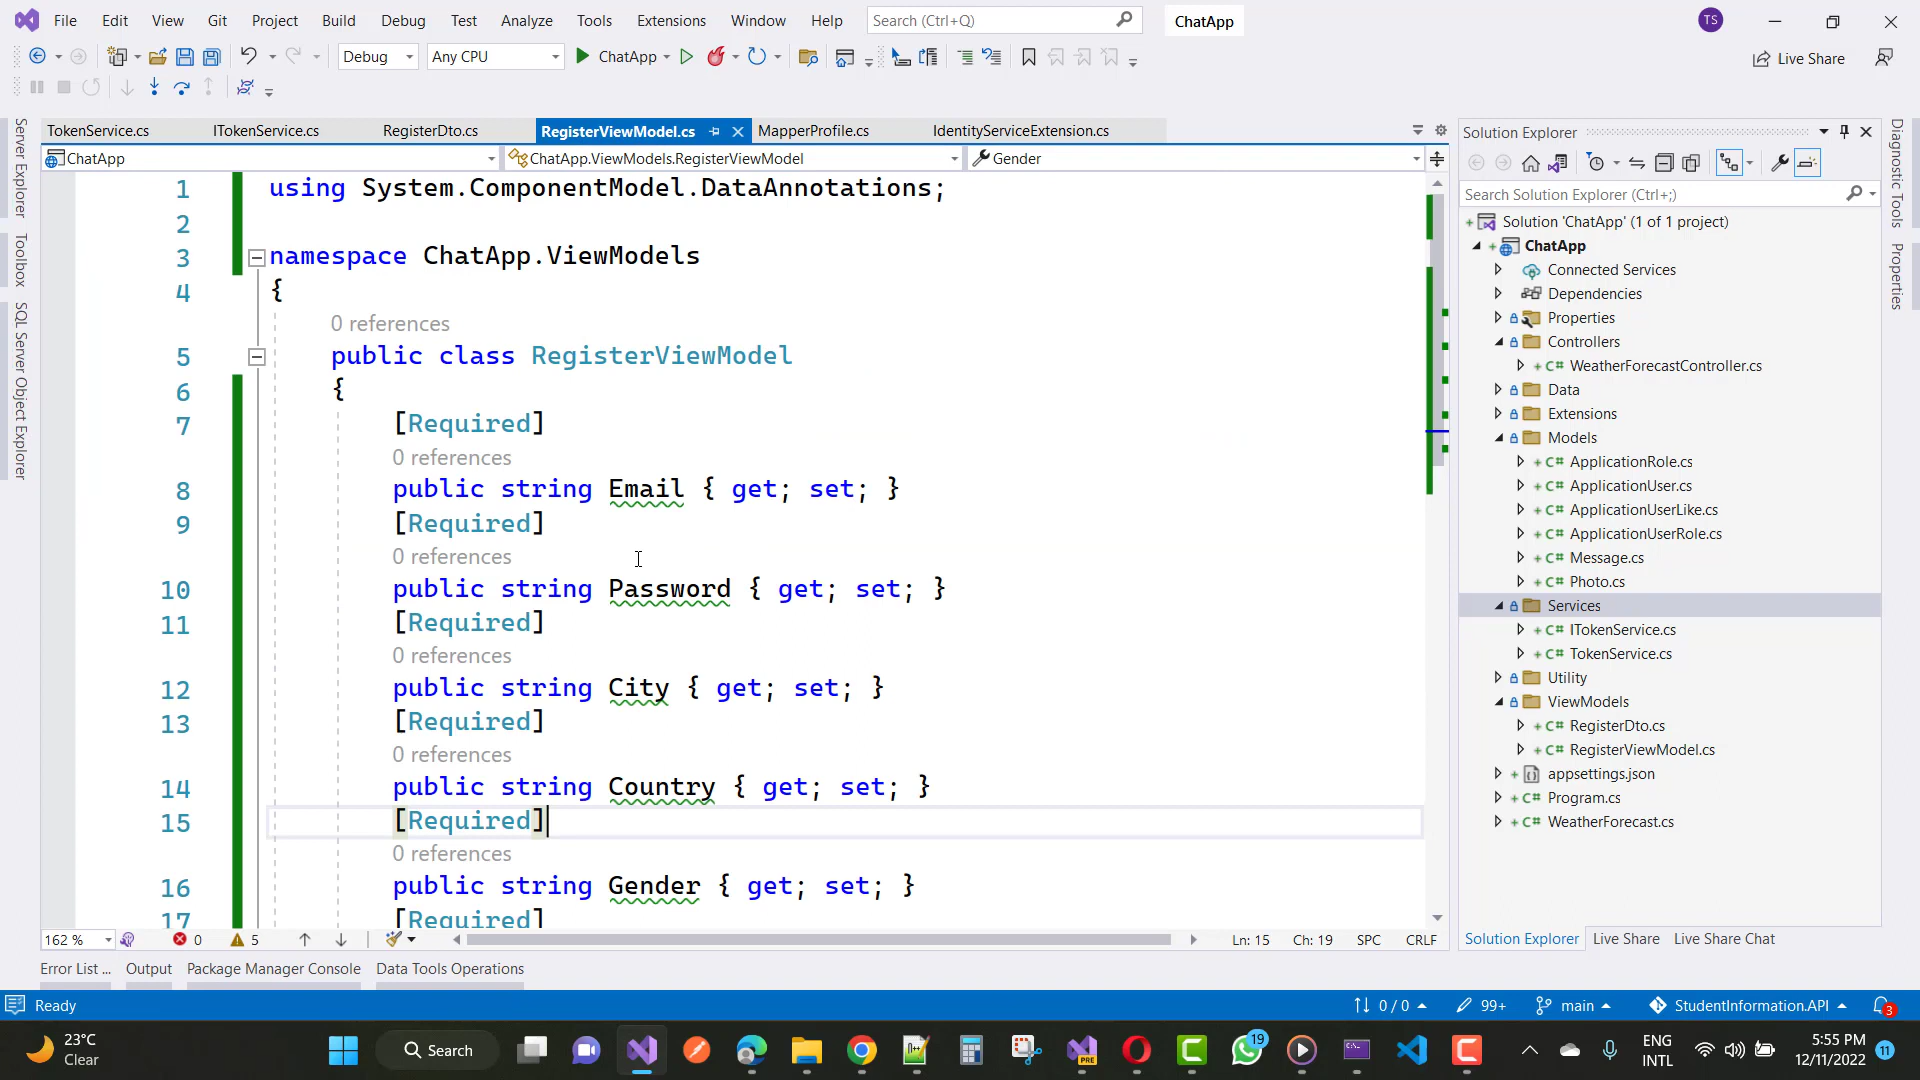 File Edit View Git Project Build Debug Test Analyze Tools Extensions Window Help Search (Ctrl+Q) ChatApp TS
Debug Any CPU ChatApp Live Share
TokenService.cs ITokenService.cs RegisterDto.cs RegisterViewModel.cs MapperProfile.cs IdentityServiceExtension.cs
ChatApp ChatApp.ViewModels.RegisterViewModel Gender
Server Explorer
Toolbox
SQL Server Object Explorer
1 using System.ComponentModel.DataAnnotations;
2
3 namespace ChatApp.ViewModels
4 {
0 references
5 public class RegisterViewModel
6 {
7 [Required]
0 references
8 public string Email { get; set; }
9 [Required]
0 references
10 public string Password { get; set; }
11 [Required]
0 references
12 public string City { get; set; }
13 [Required]
0 references
14 public string Country { get; set; }
15 [Required]
0 references
16 public string Gender { get; set; }
17 [Required]
162 % 0 5 Ln: 15 Ch: 19 SPC CRLF
Solution Explorer
Search Solution Explorer (Ctrl+;)
Solution 'ChatApp' (1 of 1 project)
ChatApp
Connected Services
Dependencies
Properties
Controllers
C# WeatherForecastController.cs
Data
Extensions
Models
C# ApplicationRole.cs
C# ApplicationUser.cs
C# ApplicationUserLike.cs
C# ApplicationUserRole.cs
C# Message.cs
C# Photo.cs
Services
C# ITokenService.cs
C# TokenService.cs
Utility
ViewModels
C# RegisterDto.cs
C# RegisterViewModel.cs
appsettings.json
C# Program.cs
C# WeatherForecast.cs
Solution Explorer Live Share Live Share Chat
Diagnostic Tools
Properties
Error List ... Output Package Manager Console Data Tools Operations
Ready 0 / 0 99+ main StudentInformation.API 3
23°C
Clear
Search
PRE
19
ENG
INTL
5:55 PM
12/11/2022
11